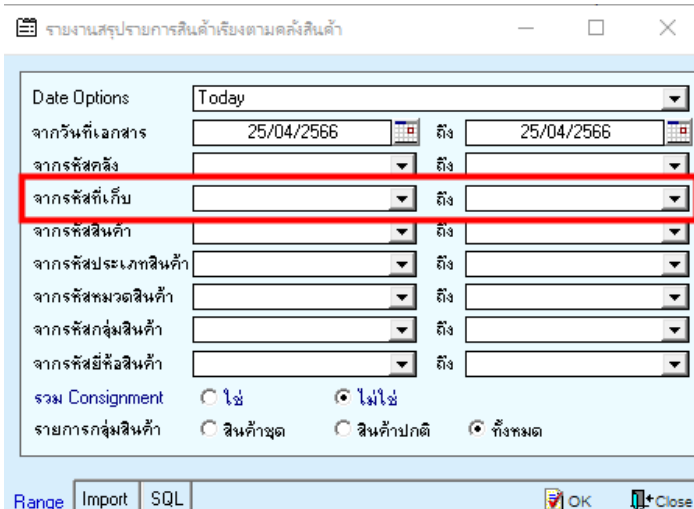 รายงานสรุปรายการสินค้าเรียงตามคลังสินค้า
Date Options Today
จากวันที่เอกสาร 25/04/2566 ถึง 25/04/2566
จากรหัสคลัง ถึง
จากรหัสที่เก็บ ถึง
จากรหัสสินค้า ถึง
จากรหัสประเภทสินค้า ถึง
จากรหัสหมวดสินค้า ถึง
จากรหัสกลุ่มสินค้า ถึง
จากรหัสยี่ห้อสินค้า ถึง
รวม Consignment ใช่ ไม่ใช่
รายการกลุ่มสินค้า สินค้าชุด สินค้าปกติ ทั้งหมด
Range Import SQL OK Close